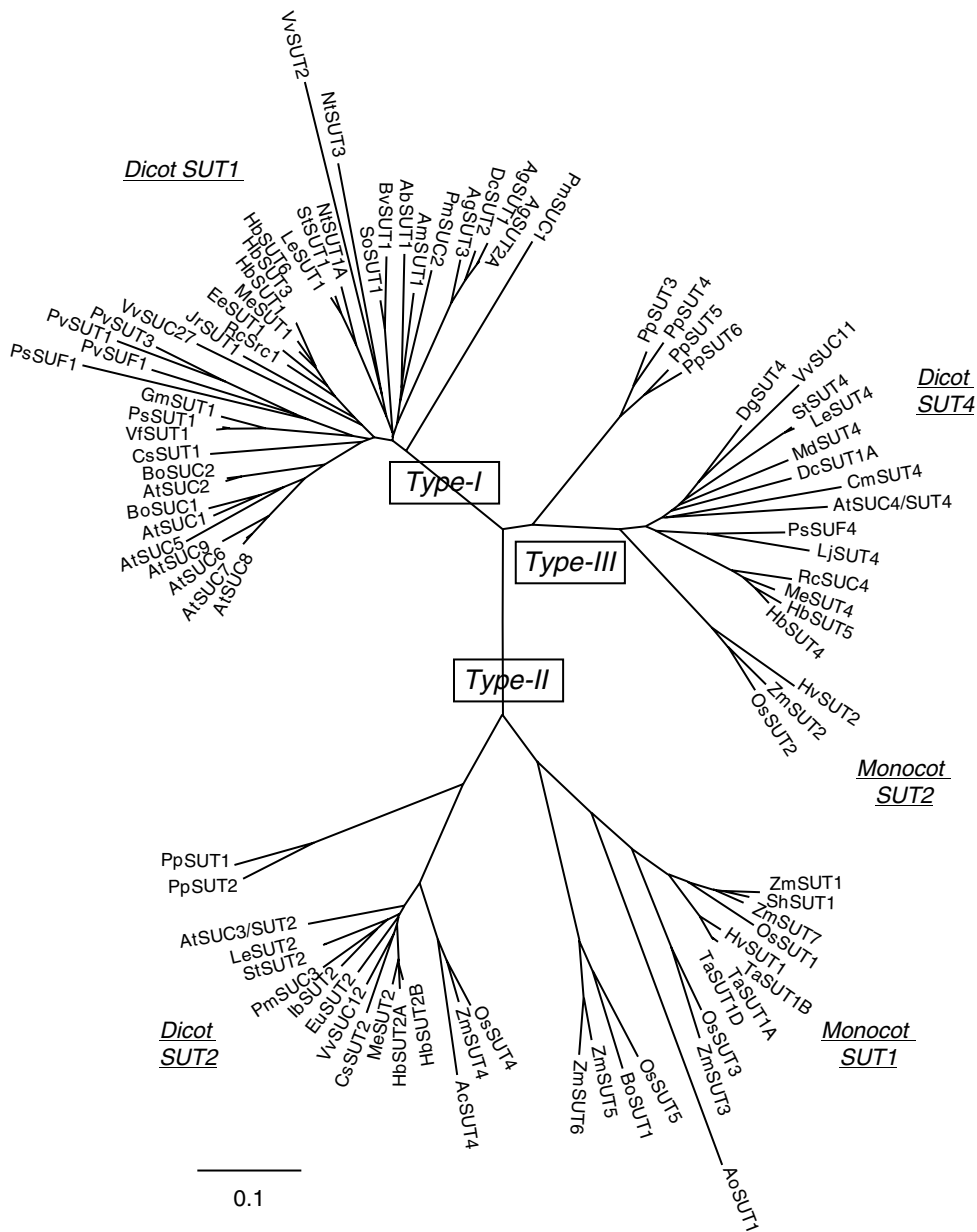 VvSUT2
NtSUT3
Dicot SUT1
NtSUT1A
StSUT1
LeSUT1
HbSUT6
HbSUT3
HbSUT1
MeSUT1
EeSUT1
RcSrc1
JrSUT1
VvSUC27
PvSUT3
PvSUT1
PvSUF1
PsSUF1
GmSUT1
PsSUT1
VfSUT1
CsSUT1
BoSUC2
AtSUC2
BoSUC1
AtSUC1
AtSUC5
AtSUC9
AtSUC6
AtSUC7
AtSUC8
SoSUT1
BvSUT1
AbSUT1
AmSUT1
PmSUC2
AgSUT3
DcSUT2
AgSUT1
AgSUT2A
PmSUC1
Type-I
PpSUT3
PpSUT4
PpSUT5
PpSUT6
Dicot
SUT4
DgSUT4
VvSUC11
StSUT4
LeSUT4
MdSUT4
DcSUT1A
CmSUT4
AtSUC4/SUT4
PsSUF4
LjSUT4
RcSUC4
MeSUT4
HbSUT5
HbSUT4
Type-III
HvSUT2
ZmSUT2
OsSUT2
Monocot
SUT2
Type-II
PpSUT1
PpSUT2
AtSUC3/SUT2
LeSUT2
StSUT2
PmSUC3
IbSUT2
EuSUT2
VvSUC12
CsSUT2
MeSUT2
HbSUT2A
HbSUT2B
Dicot
SUT2
AcSUT4
ZmSUT4
OsSUT4
ZmSUT6
ZmSUT5
BoSUT1
OsSUT5
AoSUT1
ZmSUT3
OsSUT3
TaSUT1D
TaSUT1A
TaSUT1B
HvSUT1
OsSUT1
ZmSUT7
ShSUT1
ZmSUT1
Monocot
SUT1
0.1